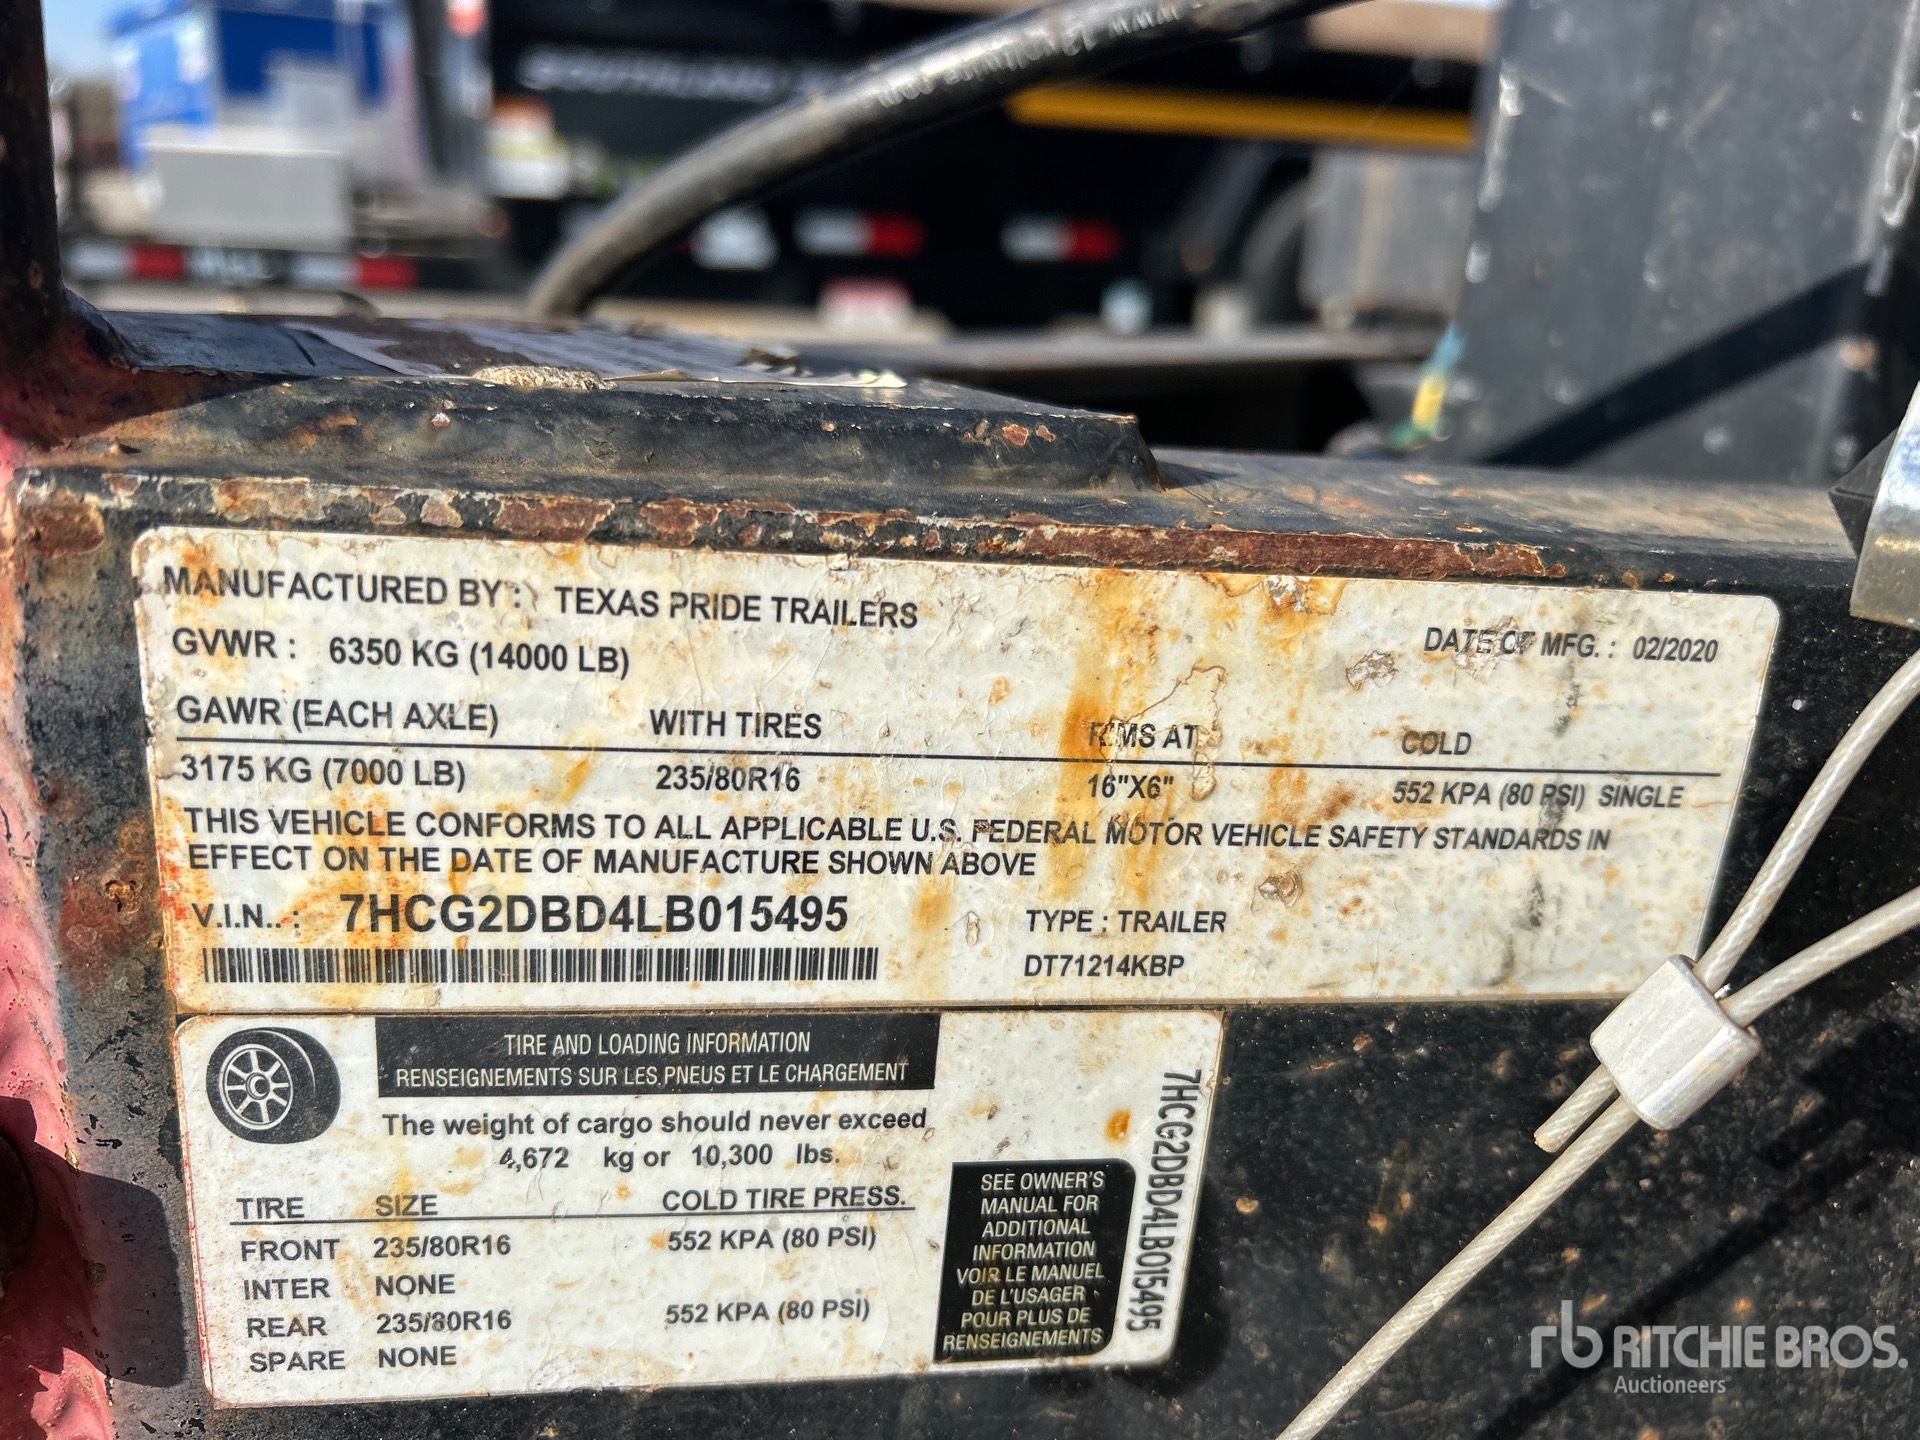 SOUTHLAND
MANUFACTURED BY : TEXAS PRIDE TRAILERS
GVWR : 6350 KG (14000 LB)
DATE OF MFG. : 02/2020
GAWR (EACH AXLE) WITH TIRES RIMS AT COLD
3175 KG (7000 LB) 235/80R16 16"X6" 552 KPA (80 PSI) SINGLE
THIS VEHICLE CONFORMS TO ALL APPLICABLE U.S. FEDERAL MOTOR VEHICLE SAFETY STANDARDS IN
EFFECT ON THE DATE OF MANUFACTURE SHOWN ABOVE
V.I.N.. : 7HCG2DBD4LB015495 TYPE : TRAILER
DT71214KBP
TIRE AND LOADING INFORMATION
RENSEIGNEMENTS SUR LES PNEUS ET LE CHARGEMENT
The weight of cargo should never exceed
4,672 kg or 10,300 lbs.
TIRE SIZE COLD TIRE PRESS.
FRONT 235/80R16 552 KPA (80 PSI)
INTER NONE
REAR 235/80R16 552 KPA (80 PSI)
SPARE NONE
SEE OWNER'S
MANUAL FOR
ADDITIONAL
INFORMATION
VOIR LE MANUEL
DE L'USAGER
POUR PLUS DE
RENSEIGNEMENTS
7HCG2DBD4LB015495
rb RITCHIE BROS.
Auctioneers